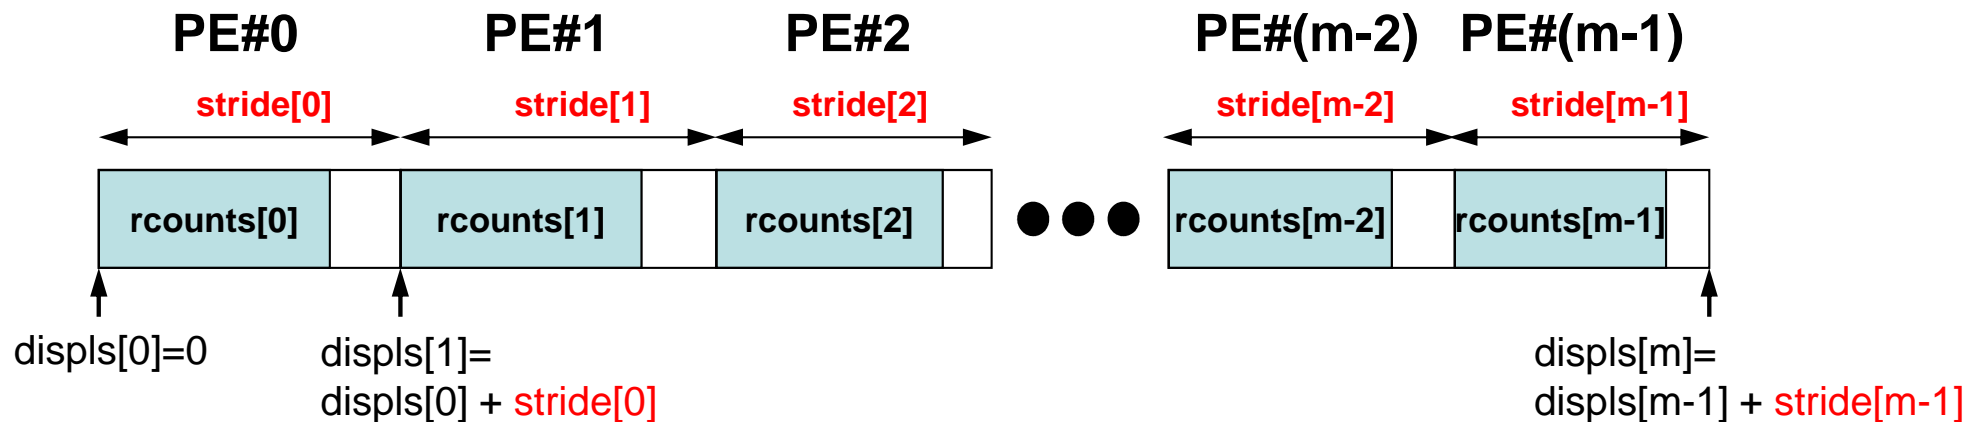 PE#0 PE#1 PE#2 PE#(m-2) PE#(m-1)
stride[0] stride[1] stride[2] stride[m-2] stride[m-1]
rcounts[0] rcounts[1] rcounts[2] rcounts[m-2] rcounts[m-1]
displs[0]=0 displs[1]= displs[m]=
displs[0] + stride[0] displs[m-1] + stride[m-1]